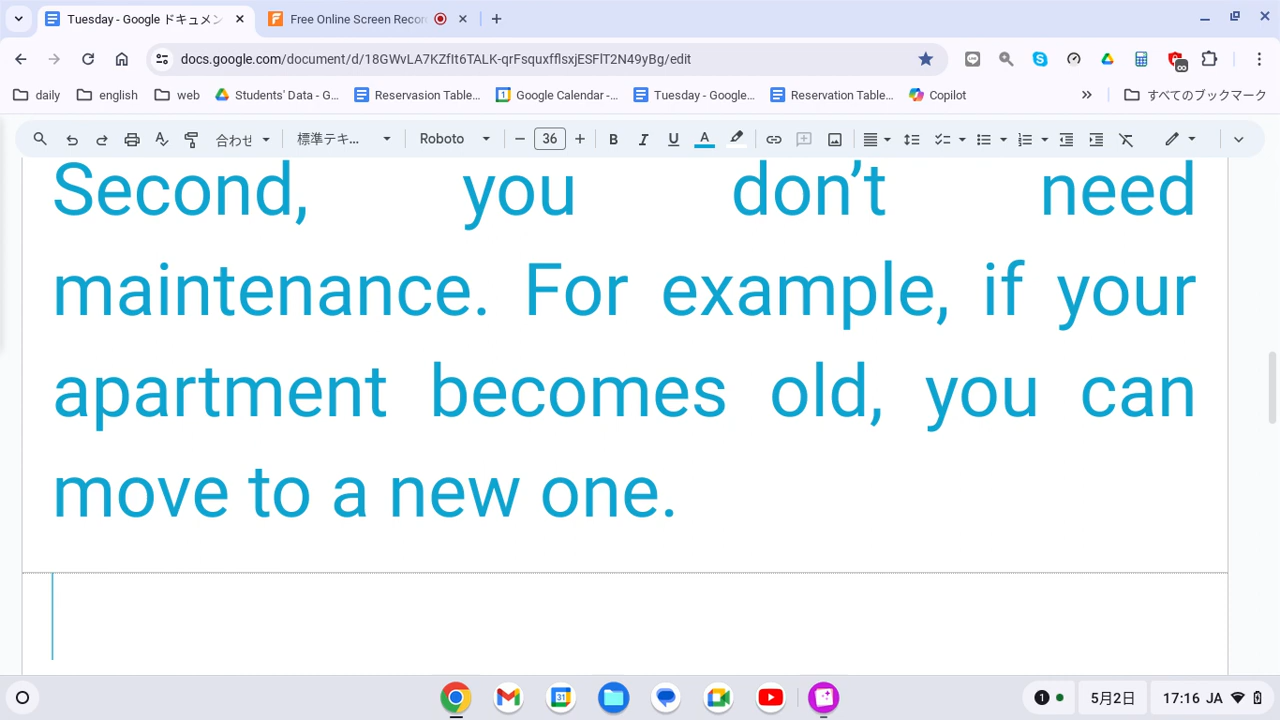 Tuesday - Google ドキュメン
Free Online Screen Recor
docs.google.com/document/d/18GWvLA7KZfIt6TALK-qrFsquxfflsxjESFlT2N49yBg/edit
daily
english
web
Students' Data - G...
Reservasion Table...
Google Calendar -...
Tuesday - Google...
Reservation Table...
Copilot
すべてのブックマーク
合わせ
標準テキ...
Roboto
36
Second, you don’t need
maintenance. For example, if your
apartment becomes old, you can
move to a new one.
1
5月2日
17:16 JA